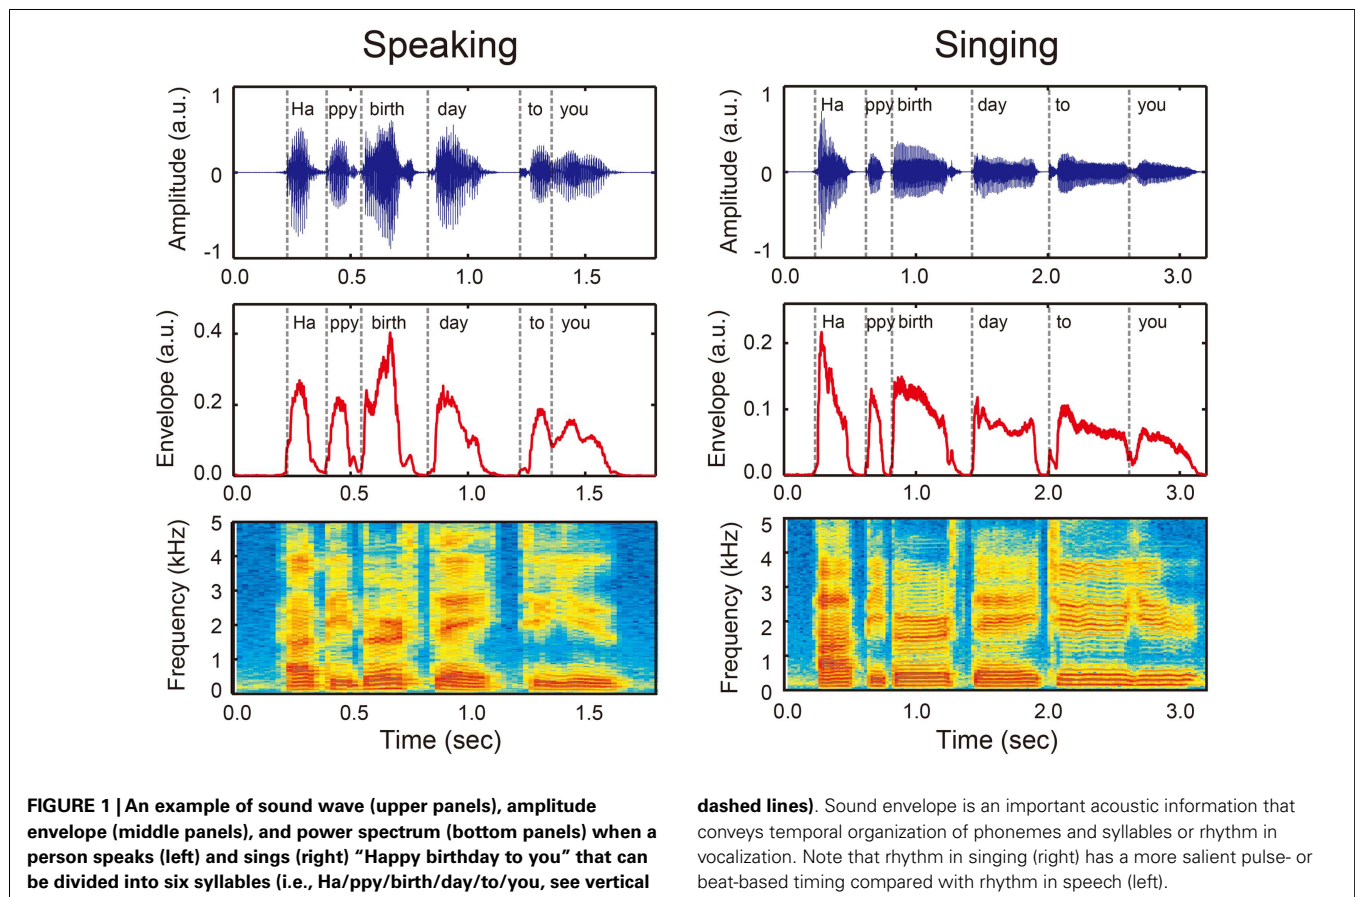 Speaking
Singing
Amplitude (a.u.)
1
0
-1
Ha ppy birth day to you
0.0 0.5 1.0 1.5
Amplitude (a.u.)
1
0
-1
Ha ppy birth day to you
0.0 1.0 2.0 3.0
Envelope (a.u.)
0.4
0.2
0.0
Ha ppy birth day to you
0.0 0.5 1.0 1.5
Envelope (a.u.)
0.2
0.1
0.0
Ha ppy birth day to you
0.0 1.0 2.0 3.0
Frequency (kHz)
5
4
3
2
1
0
0.0 0.5 1.0 1.5
Time (sec)
Frequency (kHz)
5
4
3
2
1
0
0.0 1.0 2.0 3.0
Time (sec)
FIGURE 1 | An example of sound wave (upper panels), amplitude
envelope (middle panels), and power spectrum (bottom panels) when a
person speaks (left) and sings (right) “Happy birthday to you” that can
be divided into six syllables (i.e., Ha/ppy/birth/day/to/you, see vertical
dashed lines). Sound envelope is an important acoustic information that
conveys temporal organization of phonemes and syllables or rhythm in
vocalization. Note that rhythm in singing (right) has a more salient pulse- or
beat-based timing compared with rhythm in speech (left).